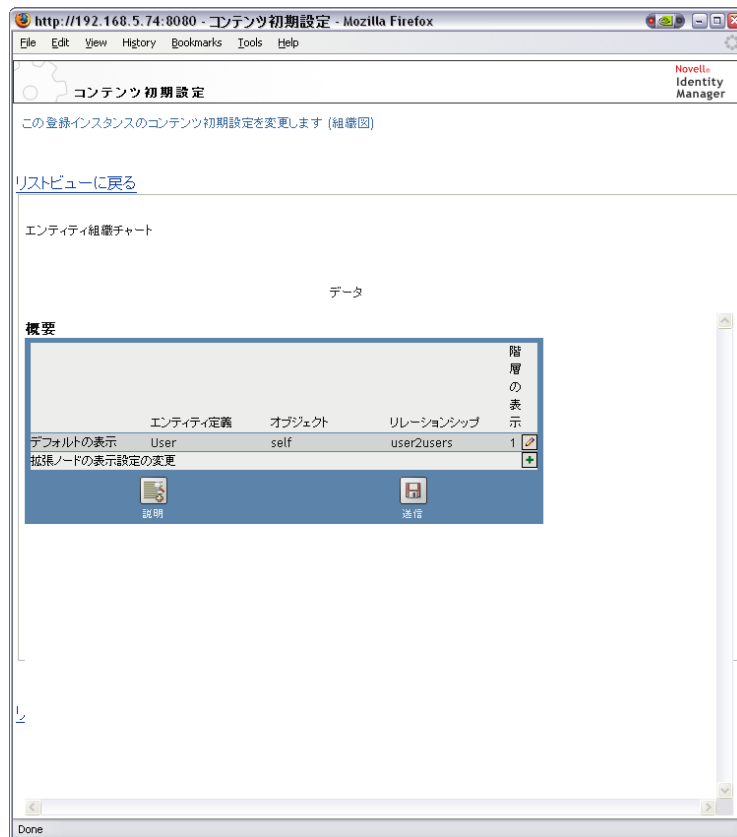 http://192.168.5.74:8080 - コンテンツ初期設定 - Mozilla Firefox
File Edit View History Bookmarks Tools Help
コンテンツ初期設定
Novell®
Identity
Manager
この登録インスタンスのコンテンツ初期設定を変更します (組織図)
リストビューに戻る
エンティティ組織チャート
データ
概要
エンティティ定義 オブジェクト リレーションシップ 階層の表示
デフォルトの表示 User self user2users 1
拡張ノードの表示設定の変更
説明 送信
リ
Done